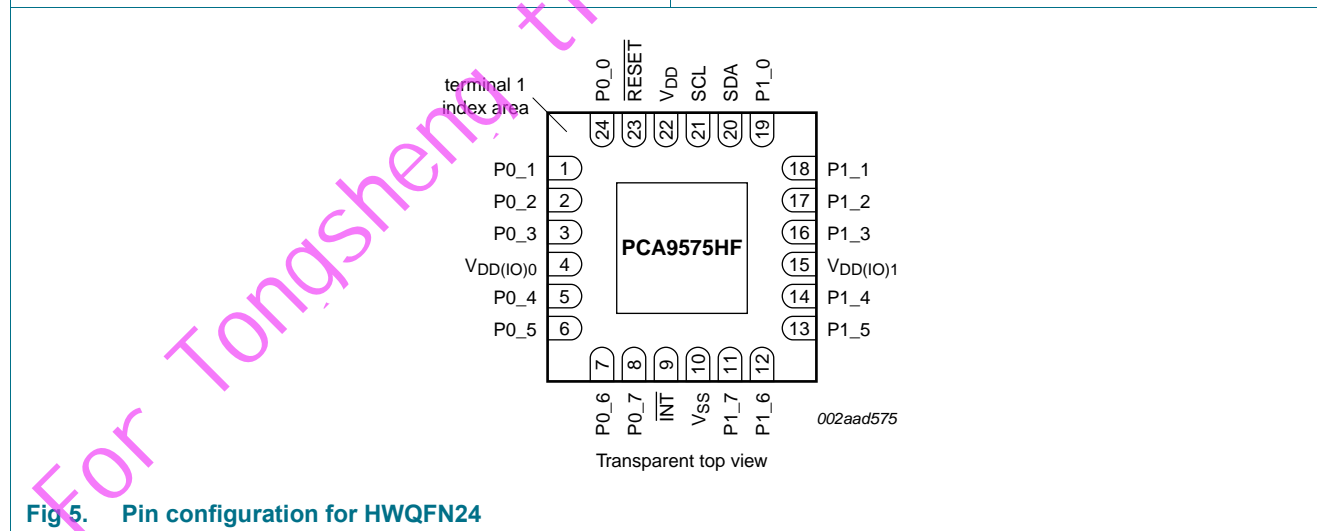 P0_0
RESET
VDD
SCL
SDA
P1_0
terminal 1
index area
24
23
22
21
20
19
P0_1 1
18 P1_1
P0_2 2
17 P1_2
P0_3 3
16 P1_3
VDD(IO)0 4
15 VDD(IO)1
P0_4 5
14 P1_4
P0_5 6
13 P1_5
PCA9575HF
7
8
9
10
11
12
P0_6
P0_7
INT
VSS
P1_7
P1_6
002aad575
Transparent top view
Fig 5. Pin configuration for HWQFN24
For Tongsheng t